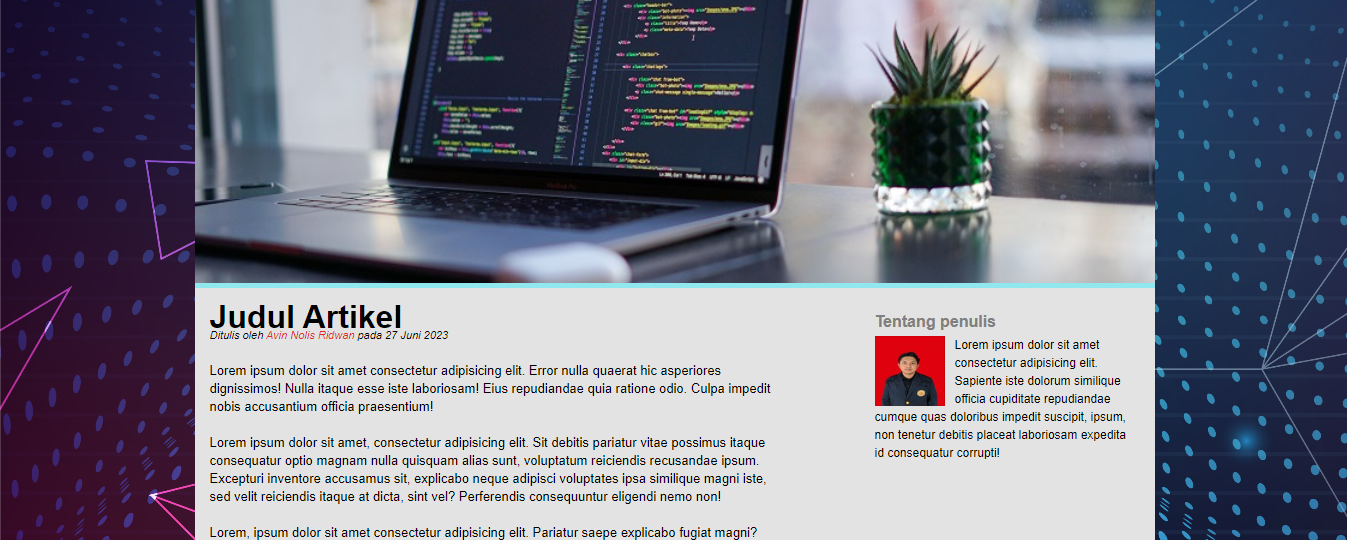 Judul Artikel
Ditulis oleh Avin Nolis Ridwan pada 27 Juni 2023
Lorem ipsum dolor sit amet consectetur adipisicing elit. Error nulla quaerat hic asperiores
dignissimos! Nulla itaque esse iste laboriosam! Eius repudiandae quia ratione odio. Culpa impedit
nobis accusantium officia praesentium!
Lorem ipsum dolor sit amet, consectetur adipisicing elit. Sit debitis pariatur vitae possimus itaque
consequatur optio magnam nulla quisquam alias sunt, voluptatum reiciendis recusandae ipsum.
Excepturi inventore accusamus sit, explicabo neque adipisci voluptates ipsa similique magni iste,
sed velit reiciendis itaque at dicta, sint vel? Perferendis consequuntur eligendi nemo non!
Lorem, ipsum dolor sit amet consectetur adipisicing elit. Pariatur saepe explicabo fugiat magni?
Tentang penulis
Lorem ipsum dolor sit amet
consectetur adipisicing elit.
Sapiente iste dolorum similique
officia cupiditate repudiandae
cumque quas doloribus impedit suscipit, ipsum,
non tenetur debitis placeat laboriosam expedita
id consequatur corrupti!